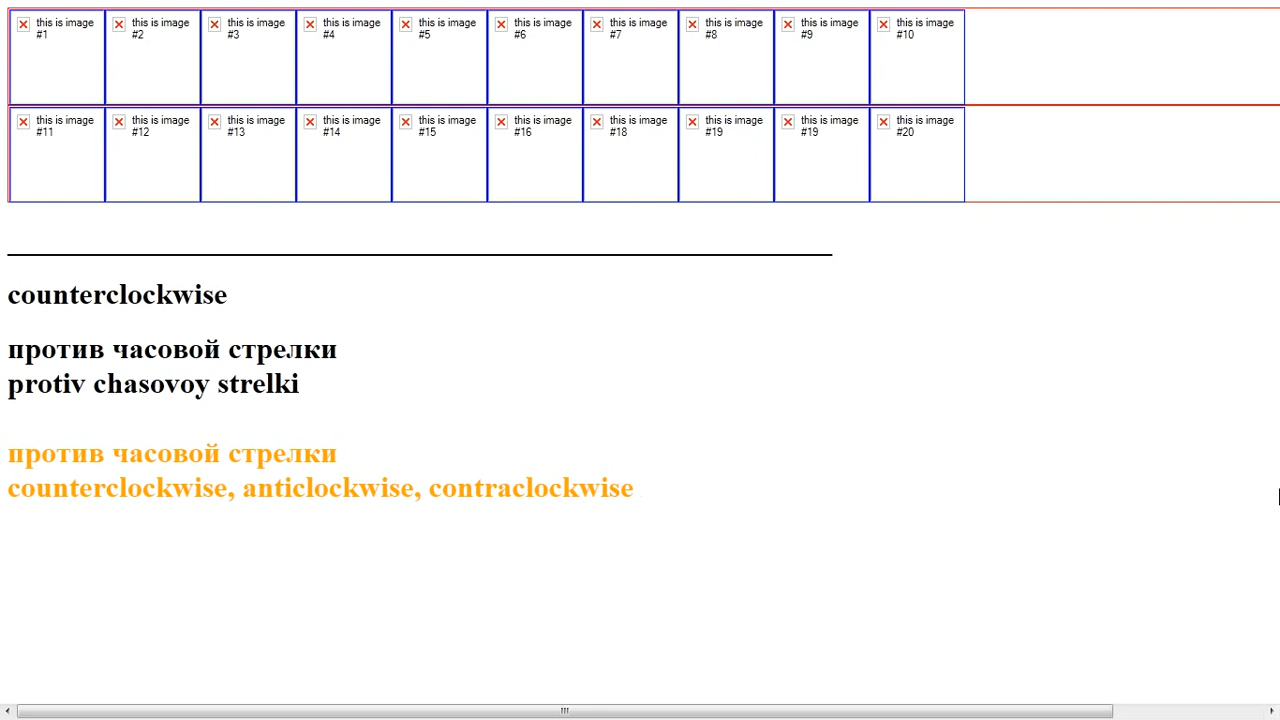 this is image this is image this is image this is image this is image this is image this is image this is image this is image this is image
#1 #2 #3 #4 #5 #6 #7 #8 #9 #10
this is image this is image this is image this is image this is image this is image this is image this is image this is image this is image
#11 #12 #13 #14 #15 #16 #18 #19 #19 #20
counterclockwise
против часовой стрелки
protiv chasovoy strelki
против часовой стрелки
counterclockwise, anticlockwise, contraclockwise